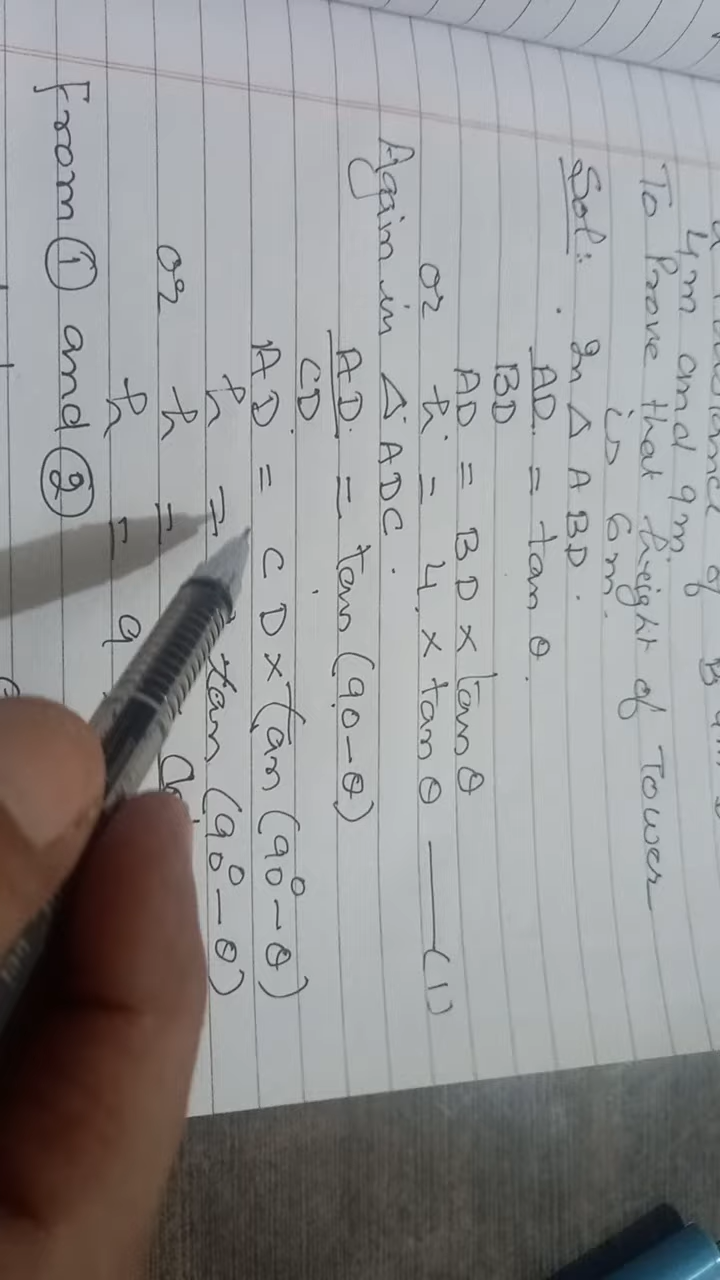 of
4m and 9m.
To Prove that height of Tower
is 6m.
Sol: In △ ABD.
AD = tan θ.
BD
AD = BD × tan θ
or h = 4 × tan θ —— (1)
Again in △ ADC.
AD = tan (90 - θ)
CD
AD = CD × tan (90° - θ)
h = tan (90° - θ)
or h =
h = 9
From ① and ②